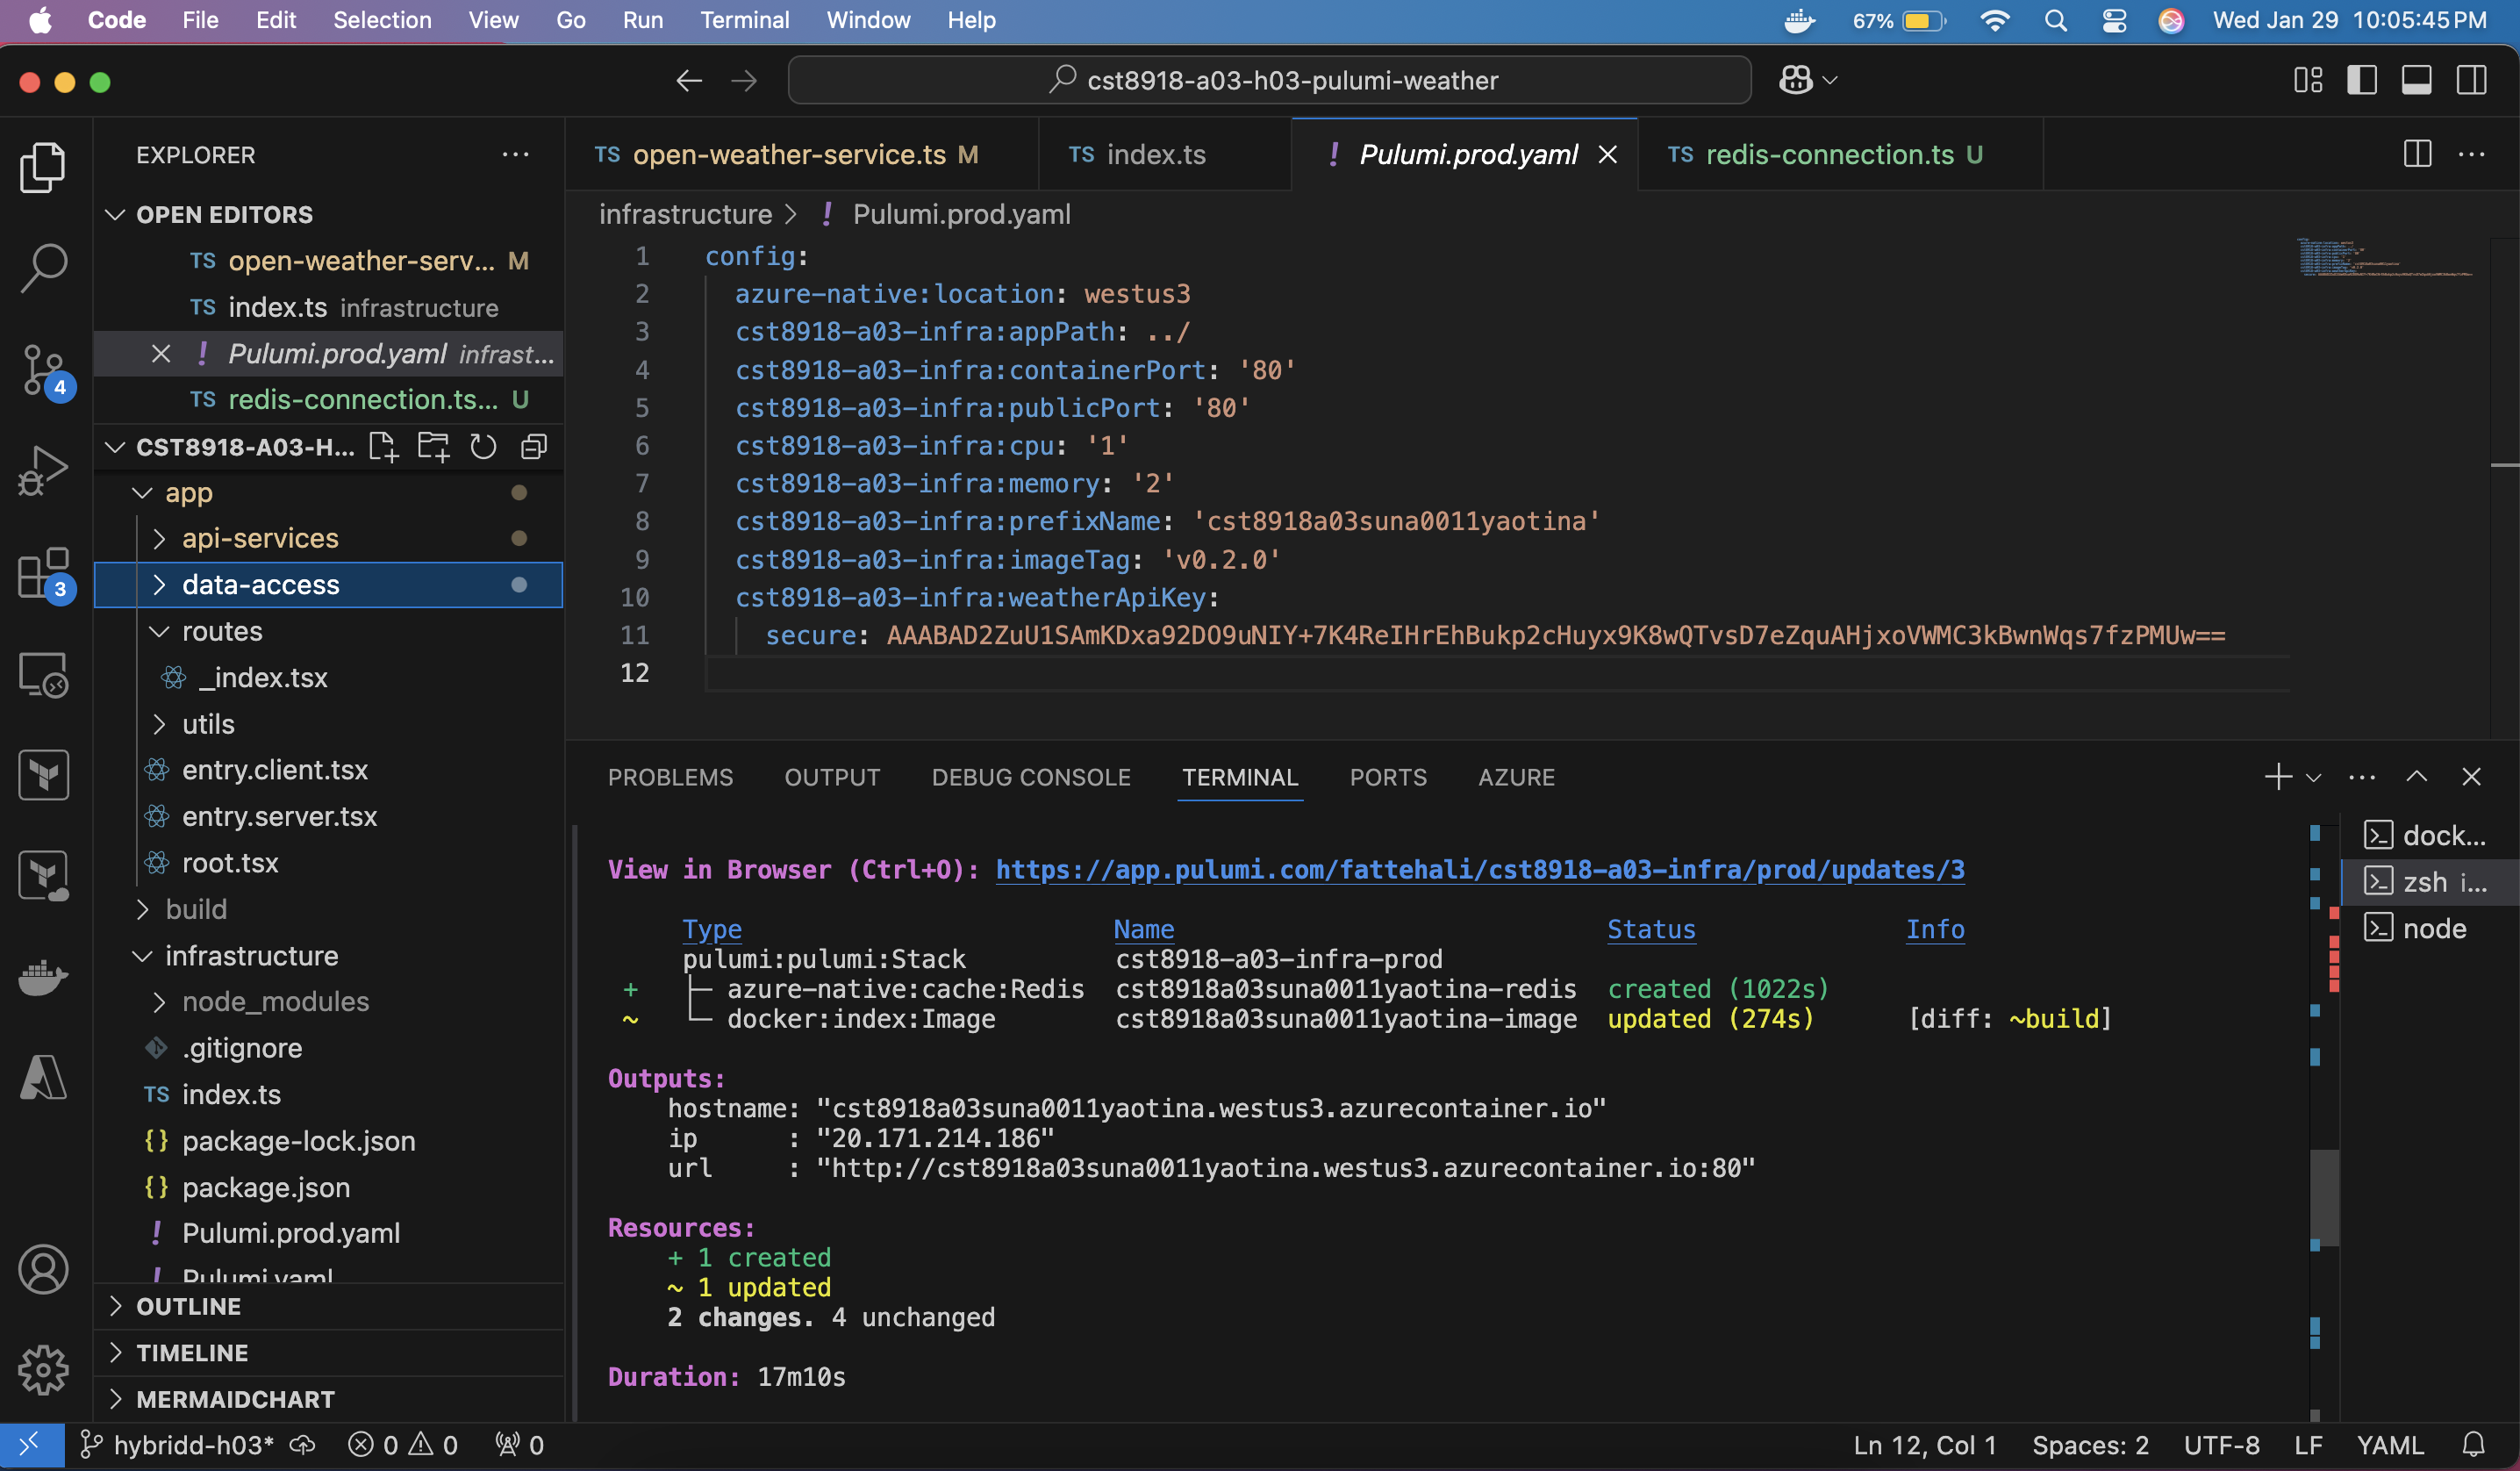 Code File Edit Selection View Go Run Terminal Window Help 67% Wed Jan 29 10:05:45 PM
cst8918-a03-h03-pulumi-weather
EXPLORER
OPEN EDITORS
TS open-weather-serv... M
TS index.ts infrastructure
! Pulumi.prod.yaml infrast...
TS redis-connection.ts... U
CST8918-A03-H...
app
api-services
data-access
routes
_index.tsx
utils
entry.client.tsx
entry.server.tsx
root.tsx
build
infrastructure
node_modules
.gitignore
TS index.ts
{} package-lock.json
{} package.json
! Pulumi.prod.yaml
! Pulumi.yaml
OUTLINE
TIMELINE
MERMAIDCHART
4
3
TS open-weather-service.ts M
TS index.ts
! Pulumi.prod.yaml
TS redis-connection.ts U
infrastructure > ! Pulumi.prod.yaml
1 config:
2 azure-native:location: westus3
3 cst8918-a03-infra:appPath: ../
4 cst8918-a03-infra:containerPort: '80'
5 cst8918-a03-infra:publicPort: '80'
6 cst8918-a03-infra:cpu: '1'
7 cst8918-a03-infra:memory: '2'
8 cst8918-a03-infra:prefixName: 'cst8918a03suna0011yaotina'
9 cst8918-a03-infra:imageTag: 'v0.2.0'
10 cst8918-a03-infra:weatherApiKey:
11 secure: AAABAD2ZuU1SAmKDxa92DO9uNIY+7K4ReIHrEhBukp2cHuyx9K8wQTvsD7eZquAHjxoVWMC3kBwnWqs7fzPMUw==
12
PROBLEMS OUTPUT DEBUG CONSOLE TERMINAL PORTS AZURE
View in Browser (Ctrl+O): https://app.pulumi.com/fattehali/cst8918-a03-infra/prod/updates/3
Type Name Status Info
pulumi:pulumi:Stack cst8918-a03-infra-prod
+ ├─ azure-native:cache:Redis cst8918a03suna0011yaotina-redis created (1022s)
~ └─ docker:index:Image cst8918a03suna0011yaotina-image updated (274s) [diff: ~build]
Outputs:
hostname: "cst8918a03suna0011yaotina.westus3.azurecontainer.io"
ip : "20.171.214.186"
url : "http://cst8918a03suna0011yaotina.westus3.azurecontainer.io:80"
Resources:
+ 1 created
~ 1 updated
2 changes. 4 unchanged
Duration: 17m10s
dock...
zsh i...
node
hybridd-h03* 0 0 0 Ln 12, Col 1 Spaces: 2 UTF-8 LF YAML